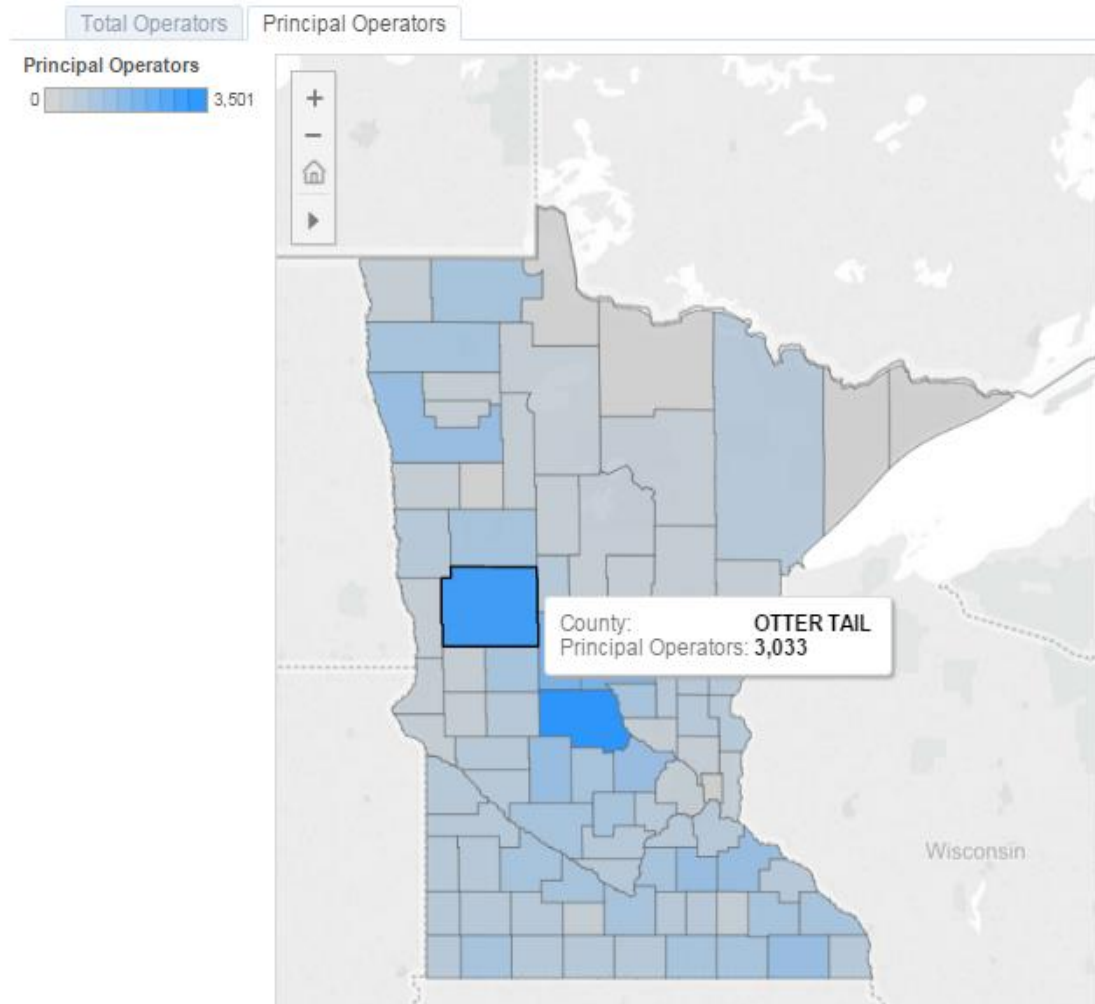 Total Operators
Principal Operators
Principal Operators
0
3,501
County: OTTER TAIL
Principal Operators: 3,033
Wisconsin